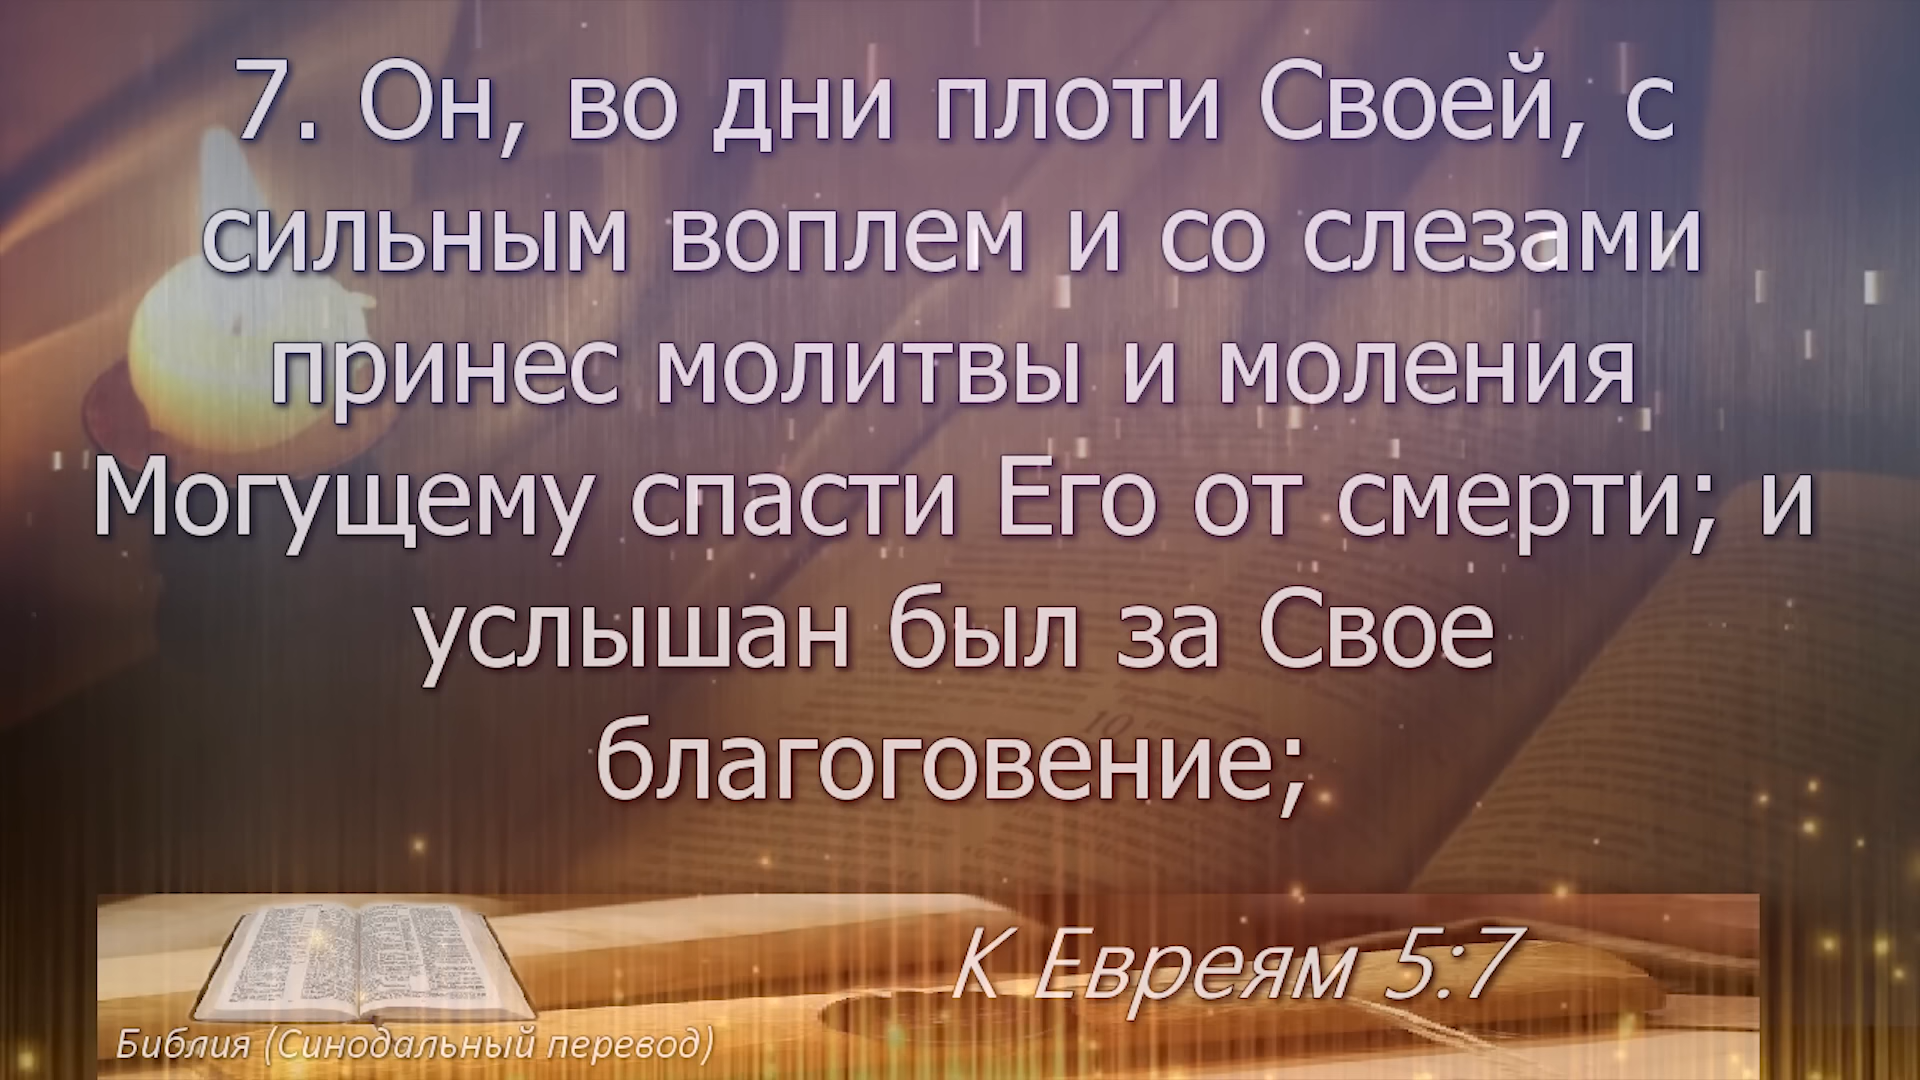 7. Он, во дни плоти Своей, с
сильным воплем и со слезами
принес молитвы и моления
Могущему спасти Его от смерти; и
услышан был за Свое
благоговение;
К Евреям 5:7
Библия (Синодальный перевод)